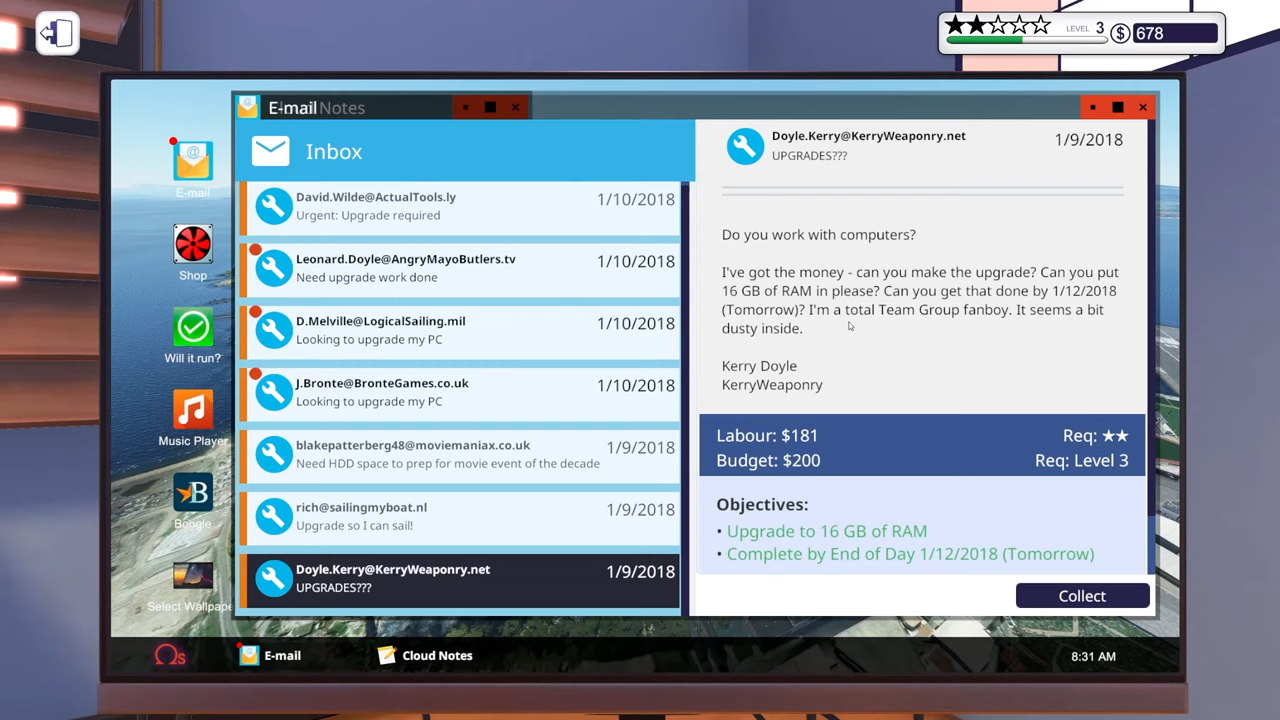 LEVEL 3
$ 678
E-mail
Notes
Inbox
David.Wilde@ActualTools.ly 1/10/2018
Urgent: Upgrade required
Leonard.Doyle@AngryMayoButlers.tv 1/10/2018
Need upgrade work done
D.Melville@LogicalSailing.mil 1/10/2018
Looking to upgrade my PC
J.Bronte@BronteGames.co.uk 1/10/2018
Looking to upgrade my PC
blakepatterberg48@moviemaniax.co.uk 1/9/2018
Need HDD space to prep for movie event of the decade
rich@sailingmyboat.nl 1/9/2018
Upgrade so I can sail!
Doyle.Kerry@KerryWeaponry.net 1/9/2018
UPGRADES???
Doyle.Kerry@KerryWeaponry.net 1/9/2018
UPGRADES???
Do you work with computers?
I've got the money - can you make the upgrade? Can you put
16 GB of RAM in please? Can you get that done by 1/12/2018
(Tomorrow)? I'm a total Team Group fanboy. It seems a bit
dusty inside.
Kerry Doyle
KerryWeaponry
Labour: $181 Req: ★★
Budget: $200 Req: Level 3
Objectives:
• Upgrade to 16 GB of RAM
• Complete by End of Day 1/12/2018 (Tomorrow)
Collect
E-mail
Shop
Will it run?
Music Player
Bongle
Select Wallpape
Ωs
E-mail
Cloud Notes
8:31 AM